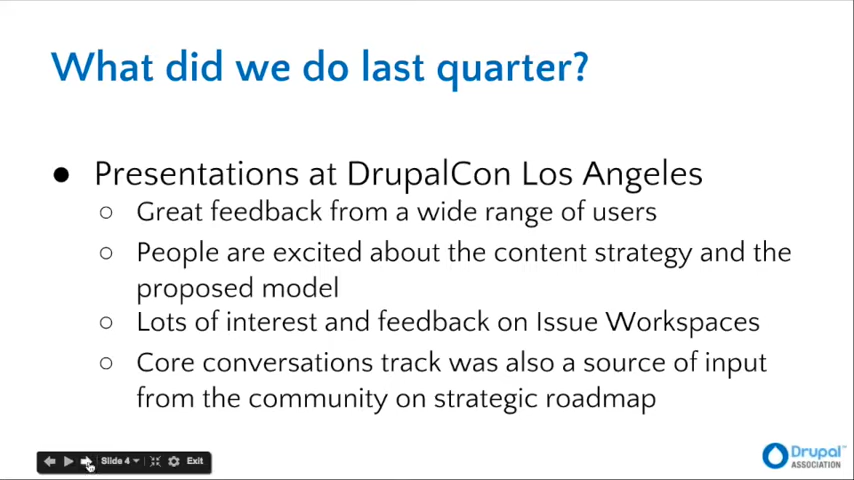 What did we do last quarter?
● Presentations at DrupalCon Los Angeles
○ Great feedback from a wide range of users
○ People are excited about the content strategy and the
proposed model
○ Lots of interest and feedback on Issue Workspaces
○ Core conversations track was also a source of input
from the community on strategic roadmap
Slide 4 Exit
Drupal™
ASSOCIATION